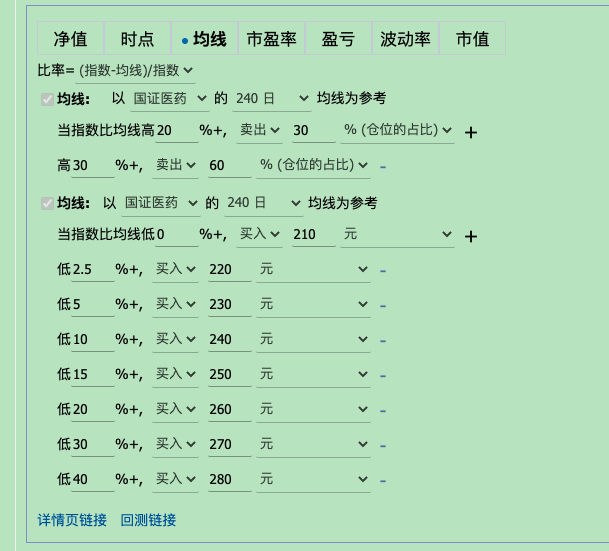 净值 时点 •均线 市盈率 盈亏 波动率 市值
比率= (指数-均线)/指数
均线: 以 国证医药 的 240 日 均线为参考
当指数比均线高 20 %+, 卖出 30 % (仓位的占比) +
高 30 %+, 卖出 60 % (仓位的占比) -
均线: 以 国证医药 的 240 日 均线为参考
当指数比均线低 0 %+, 买入 210 元 +
低 2.5 %+, 买入 220 元 -
低 5 %+, 买入 230 元 -
低 10 %+, 买入 240 元 -
低 15 %+, 买入 250 元 -
低 20 %+, 买入 260 元 -
低 30 %+, 买入 270 元 -
低 40 %+, 买入 280 元 -
详情页链接 回测链接